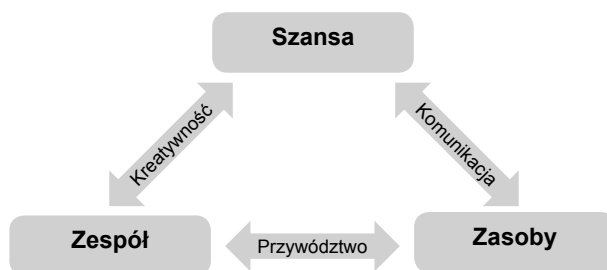 Szansa
Kreatywność
Komunikacja
Zespół
Przywództwo
Zasoby